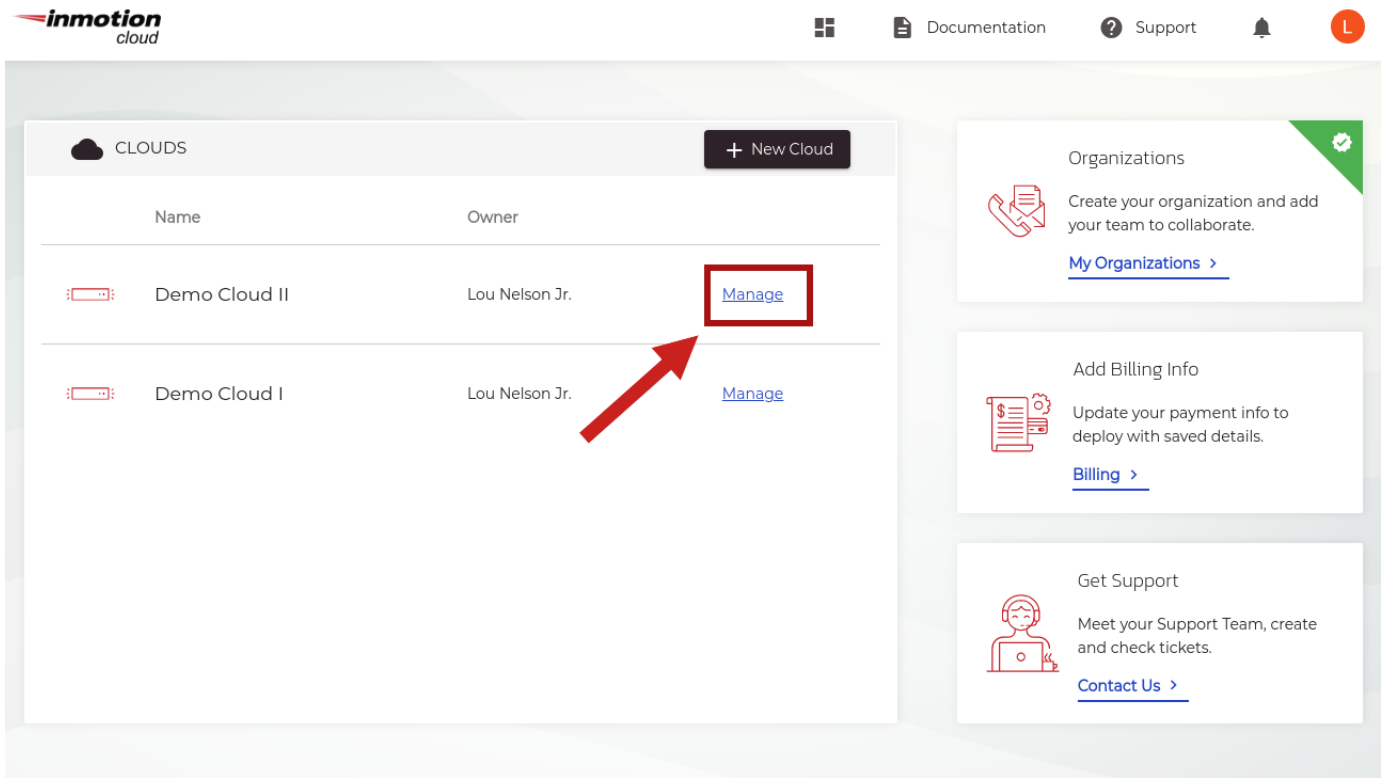 inmotion
cloud
Documentation
Support
L
CLOUDS
+ New Cloud
Name
Owner
Demo Cloud II
Lou Nelson Jr.
Manage
Demo Cloud I
Lou Nelson Jr.
Manage
Organizations
Create your organization and add
your team to collaborate.
My Organizations >
Add Billing Info
$
Update your payment info to
deploy with saved details.
Billing >
Get Support
Meet your Support Team, create
and check tickets.
Contact Us >